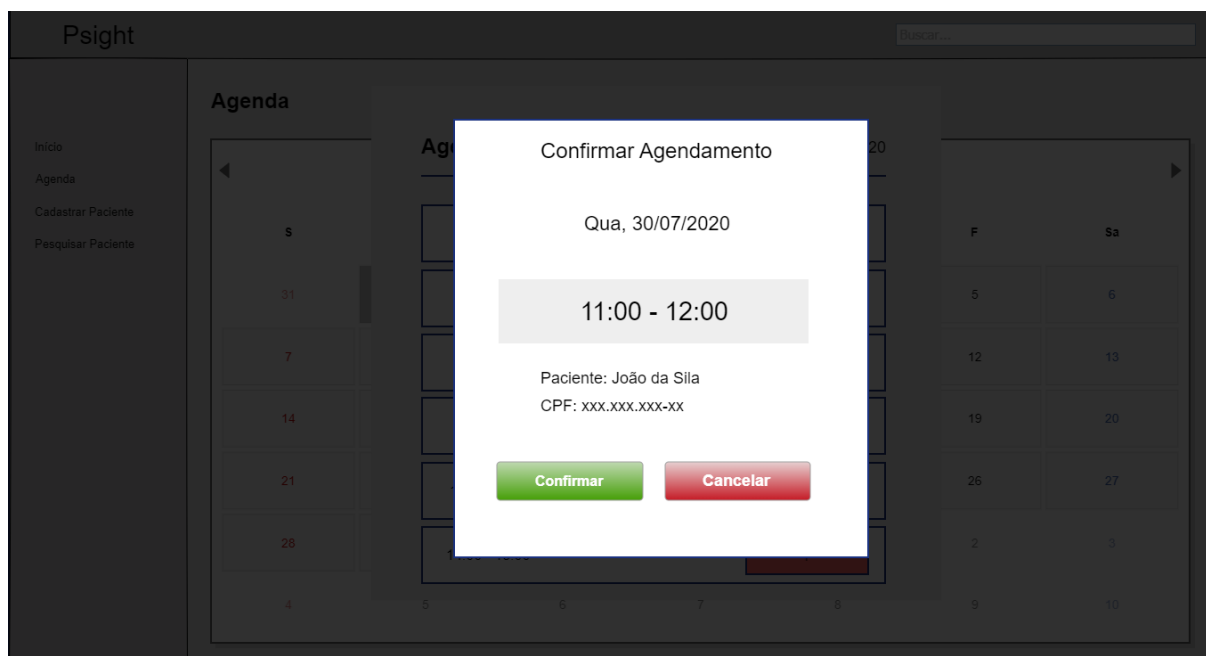 Psight
Buscar...
Agenda
Início
Agenda
Cadastrar Paciente
Pesquisar Paciente
Confirmar Agendamento
Qua, 30/07/2020
11:00 - 12:00
Paciente: João da Sila
CPF: xxx.xxx.xxx-xx
Confirmar Cancelar
20
S F Sa
31 5 6
7 12 13
14 19 20
21 26 27
28 2 3
4 5 6 7 8 9 10